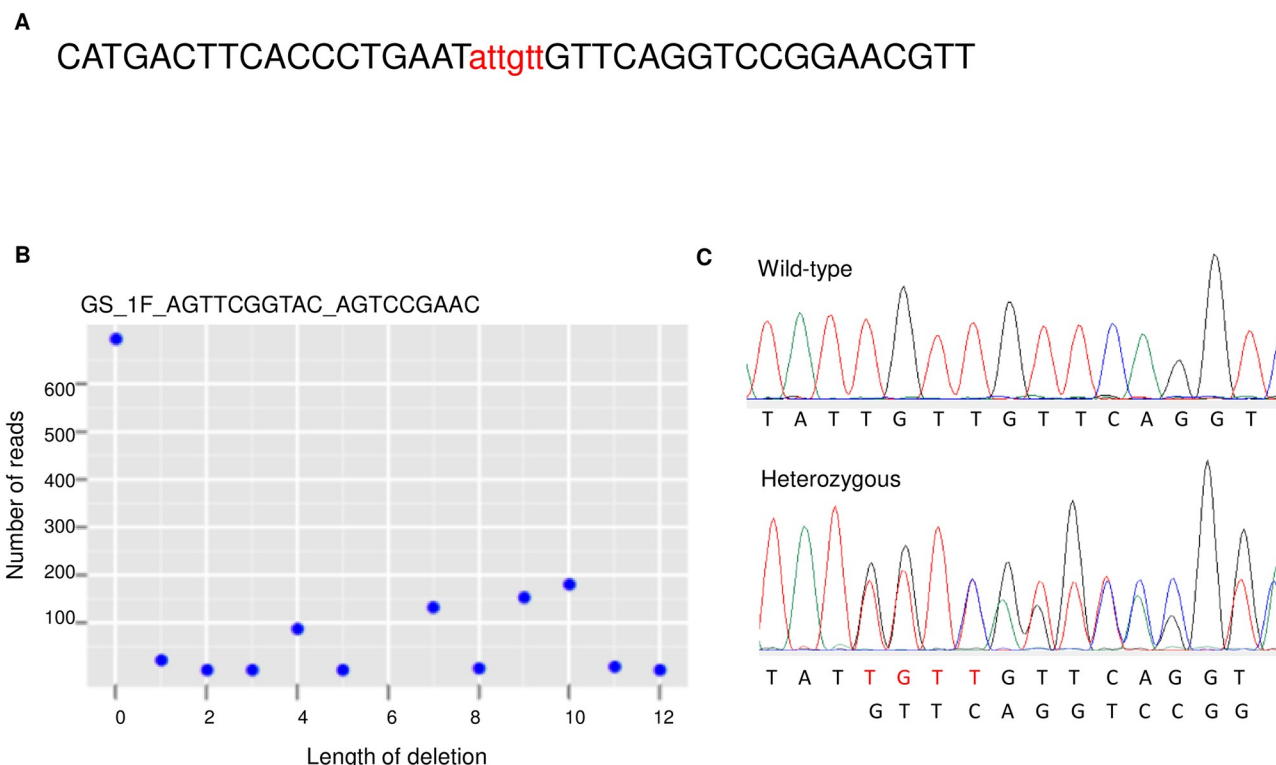 A
CATGACTTCACCCTGAATattgttGTTCAGGTCCGGAACGTT
B
GS_1F_AGTTCGGTAC_AGTCCGAAC
Number of reads
600
500
400
300
200
100
0 2 4 6 8 10 12
Length of deletion
C
Wild-type
T A T T G T T G T T C A G G T
Heterozygous
T A T T G T T G T T C A G G T
G T T C A G G T C C G G